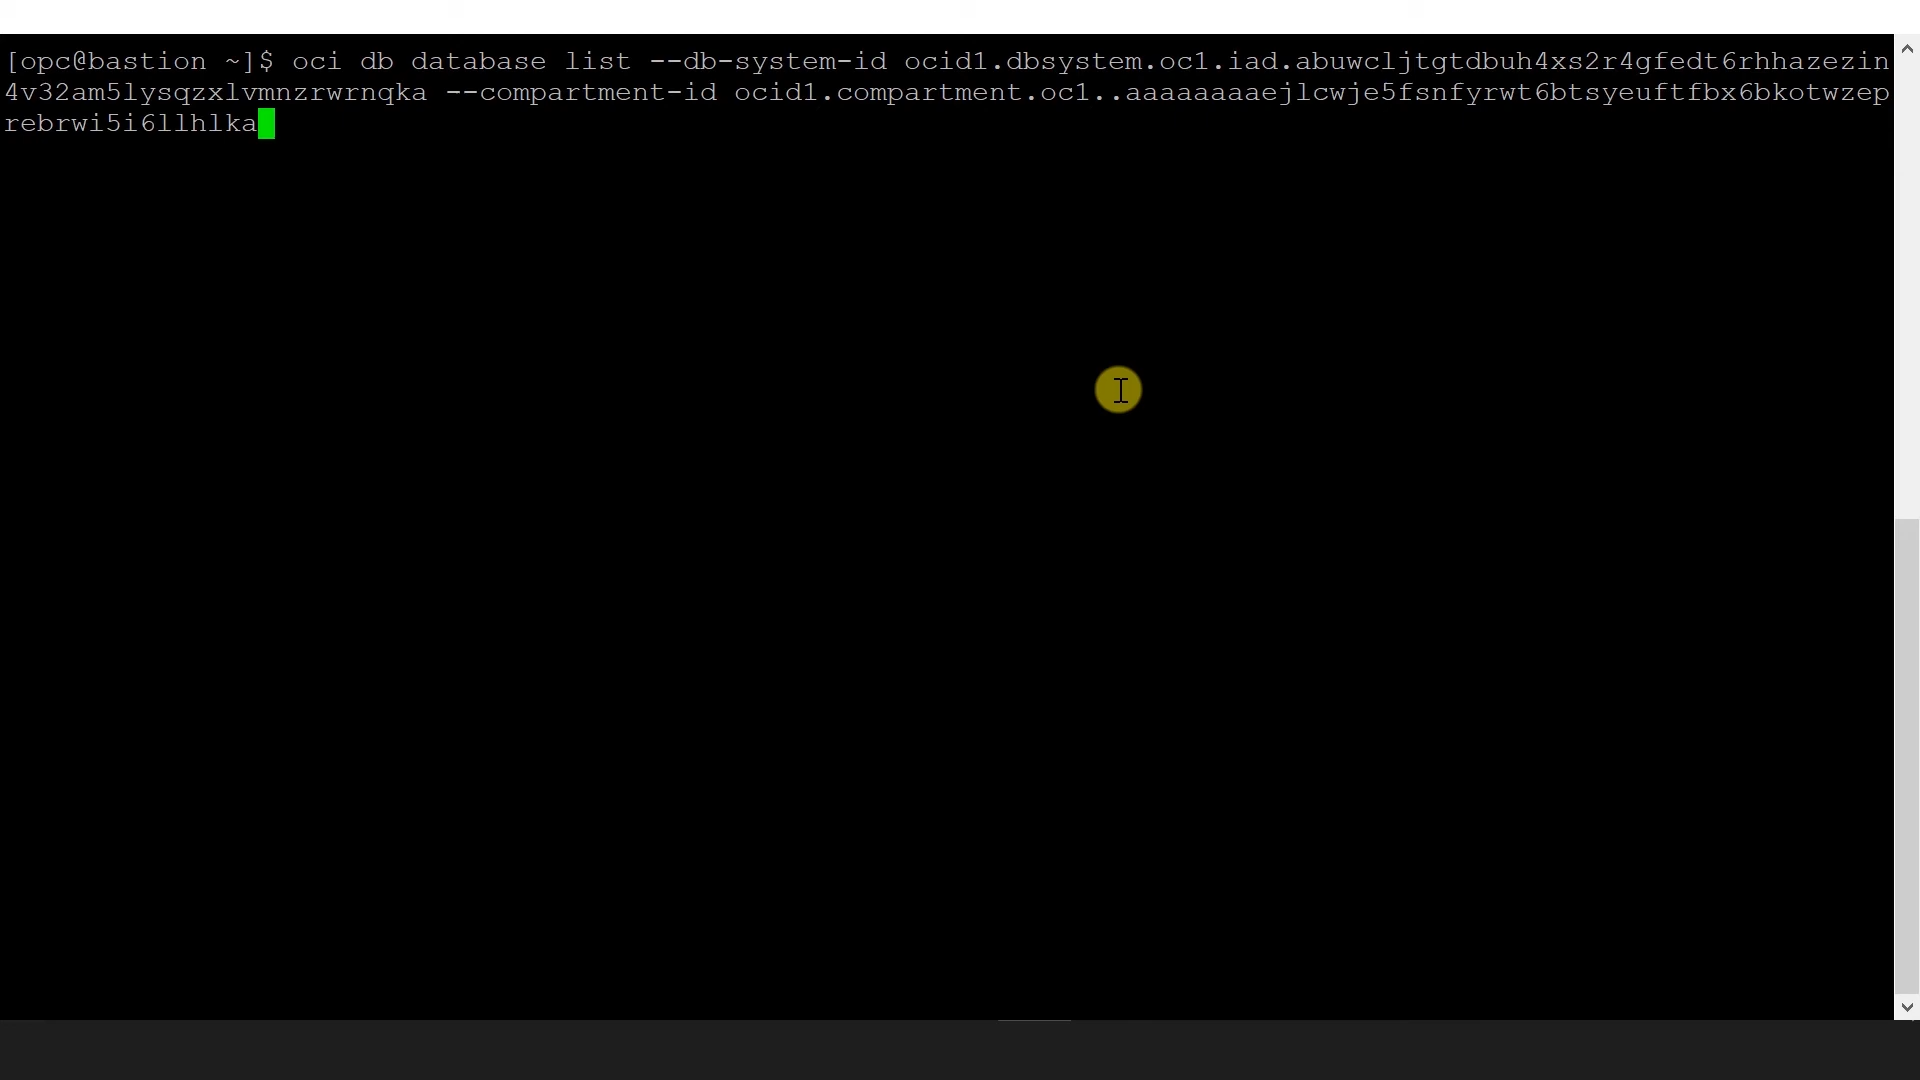 [opc@bastion ~]$ oci db database list --db-system-id ocid1.dbsystem.oc1.iad.abuwcljtgtdbuh4xs2r4gfedt6rhhazezin
4v32am5lysqzxlvmnzrwrnqka --compartment-id ocid1.compartment.oc1..aaaaaaaaejlcwje5fsnfyrwt6btsyeuftfbx6bkotwzep
rebrwi5i6llhlka